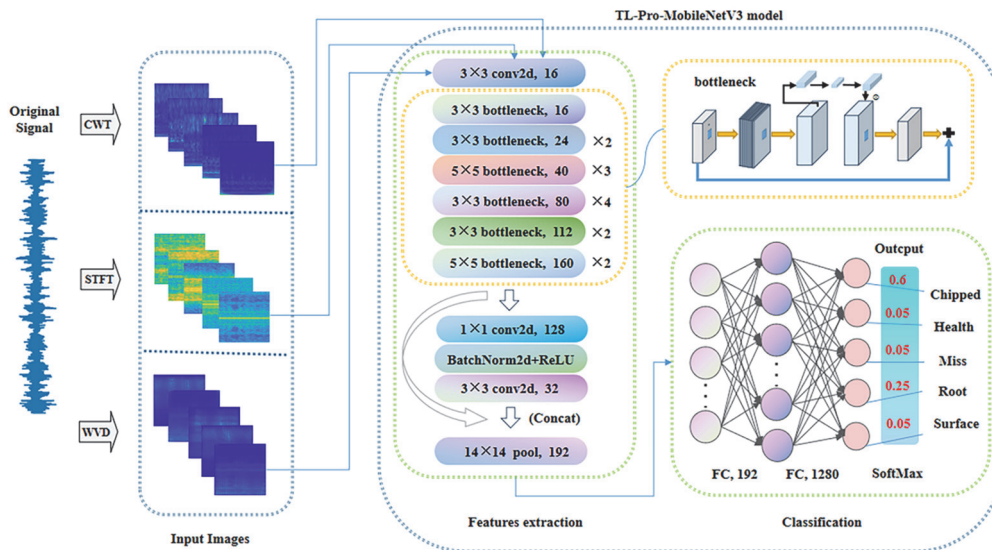 TL-Pro-MobileNetV3 model
Original
Signal
CWT
STFT
WVD
Input Images
3×3 conv2d, 16
3×3 bottleneck, 16
3×3 bottleneck, 24 ×2
5×5 bottleneck, 40 ×3
3×3 bottleneck, 80 ×4
3×3 bottleneck, 112 ×2
5×5 bottleneck, 160 ×2
1×1 conv2d, 128
BatchNorm2d+ReLU
3×3 conv2d, 32
(Concat)
14×14 pool, 192
Features extraction
bottleneck
Outcput
0.6 Chipped
0.05 Health
0.05 Miss
0.25 Root
0.05 Surface
FC, 192 FC, 1280 SoftMax
Classification